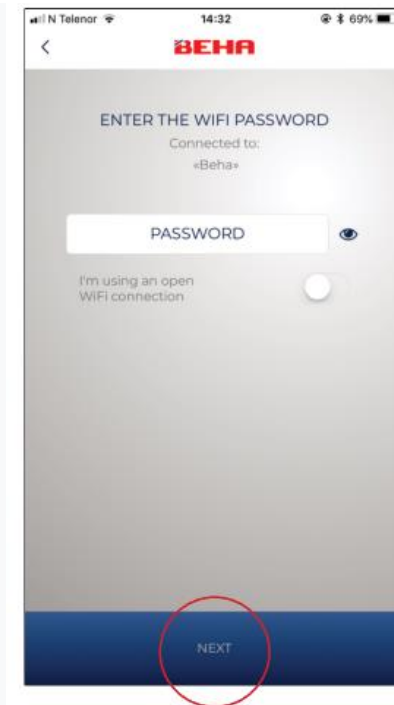 N Telenor 14:32 69%
BEHA
ENTER THE WIFI PASSWORD
Connected to:
«Beha»
PASSWORD
I'm using an open
WiFi connection
NEXT